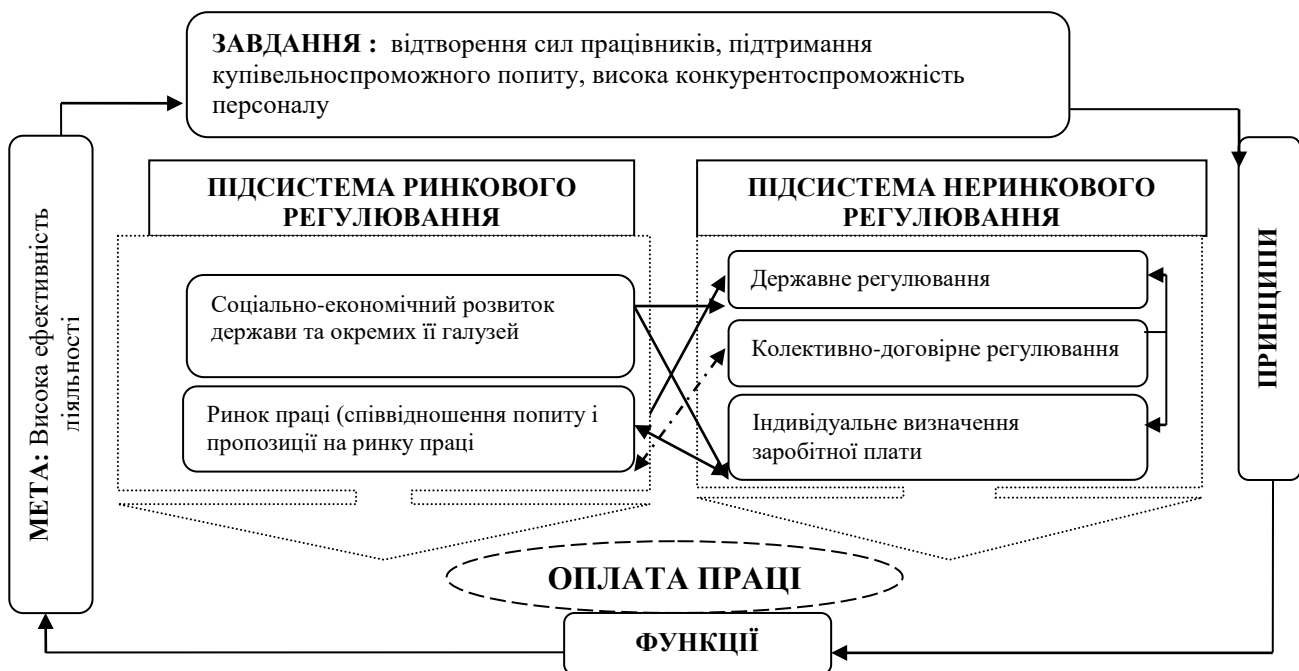 ЗАВДАННЯ : відтворення сил працівників, підтримання
купівельноспроможного попиту, висока конкурентоспроможність
персоналу
МЕТА: Висока ефективність
діяльності
ПІДСИСТЕМА РИНКОВОГО
РЕГУЛЮВАННЯ
Соціально-економічний розвиток
держави та окремих її галузей
Ринок праці (співвідношення попиту і
пропозиції на ринку праці
ПІДСИСТЕМА НЕРИНКОВОГО
РЕГУЛЮВАННЯ
Державне регулювання
Колективно-договірне регулювання
Індивідуальне визначення
заробітної плати
ПРИНЦИПИ
ОПЛАТА ПРАЦІ
ФУНКЦІЇ